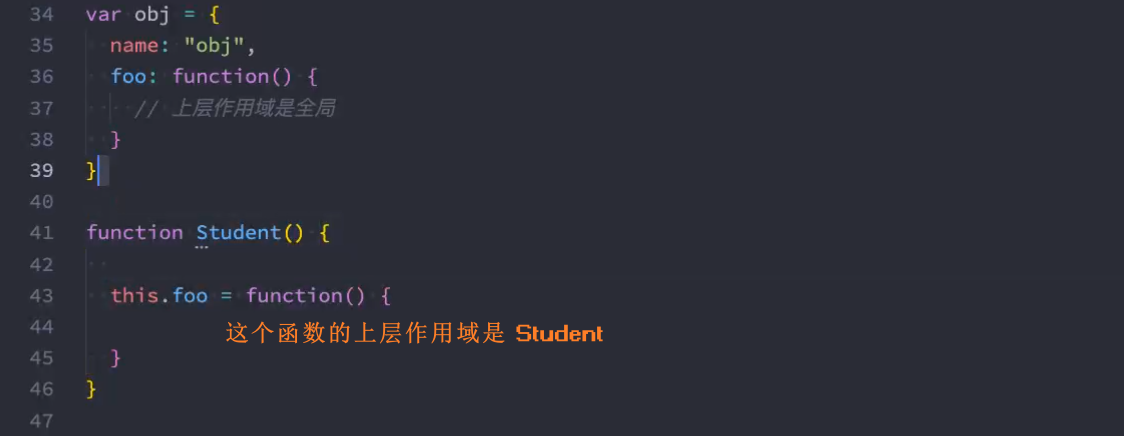 34 var obj = {
35   name: "obj",
36   foo: function() {
37     // 上层作用域是全局
38   }
39 }
40
41 function Student() {
42
43   this.foo = function() {
44     这个函数的上层作用域是 Student
45   }
46 }
47